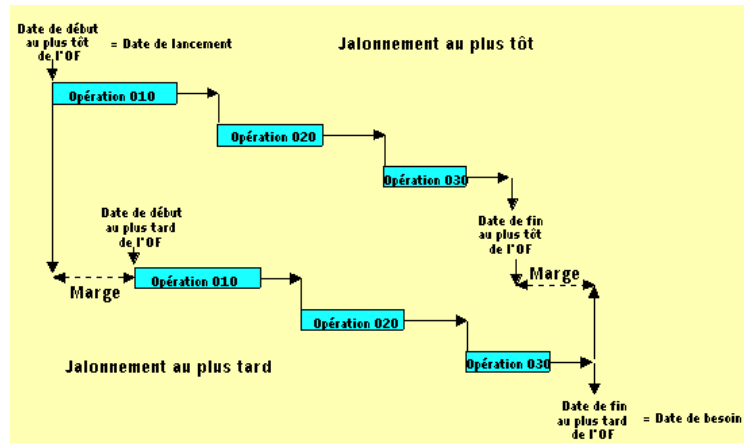 Date de début
au plus tôt
de l'OF
= Date de lancement
Jalonnement au plus tôt
Opération 010
Opération 020
Opération 030
Date de début
au plus tard
de l'OF
Date de fin
au plus tôt
de l'OF
Marge
Opération 010
Marge
Opération 020
Opération 030
Jalonnement au plus tard
Date de fin
au plus tard
de l'OF
= Date de besoin